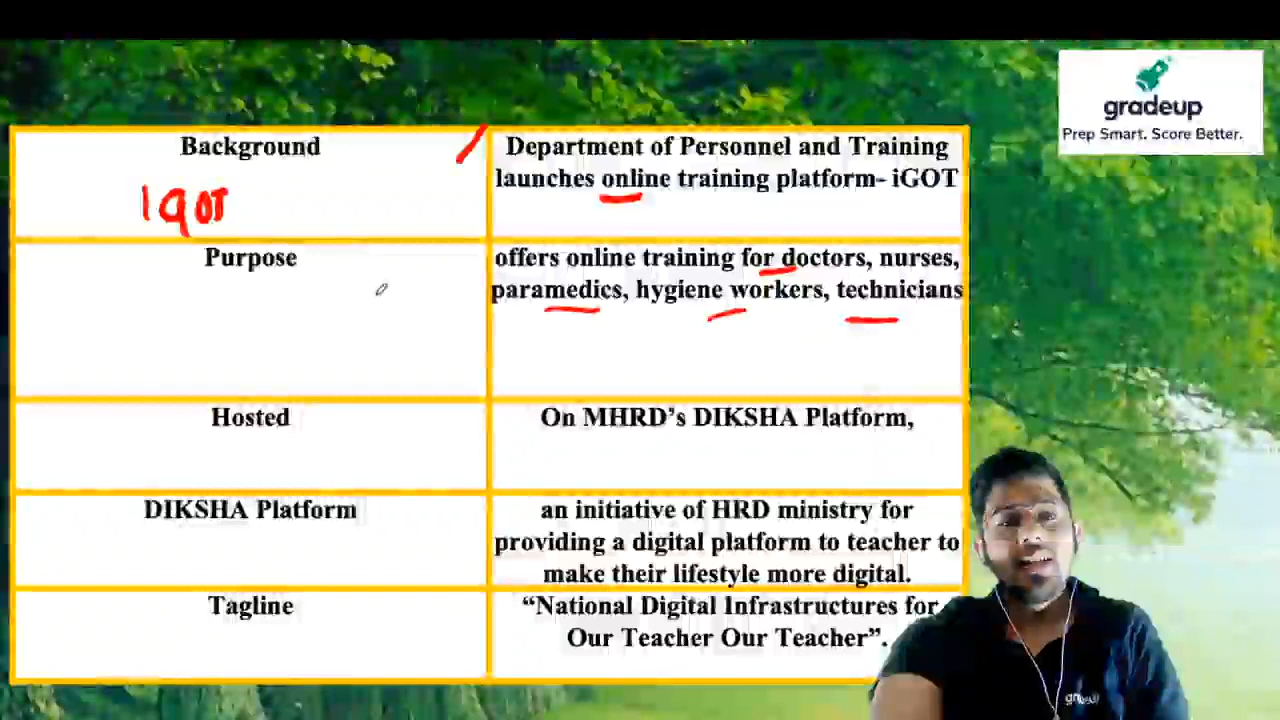 gradeup
Prep Smart. Score Better.
Background
Department of Personnel and Training
launches online training platform- iGOT
IGOT
Purpose
offers online training for doctors, nurses,
paramedics, hygiene workers, technicians
Hosted
On MHRD’s DIKSHA Platform,
DIKSHA Platform
an initiative of HRD ministry for
providing a digital platform to teacher to
make their lifestyle more digital.
Tagline
“National Digital Infrastructures for
Our Teacher Our Teacher”.
gradeup